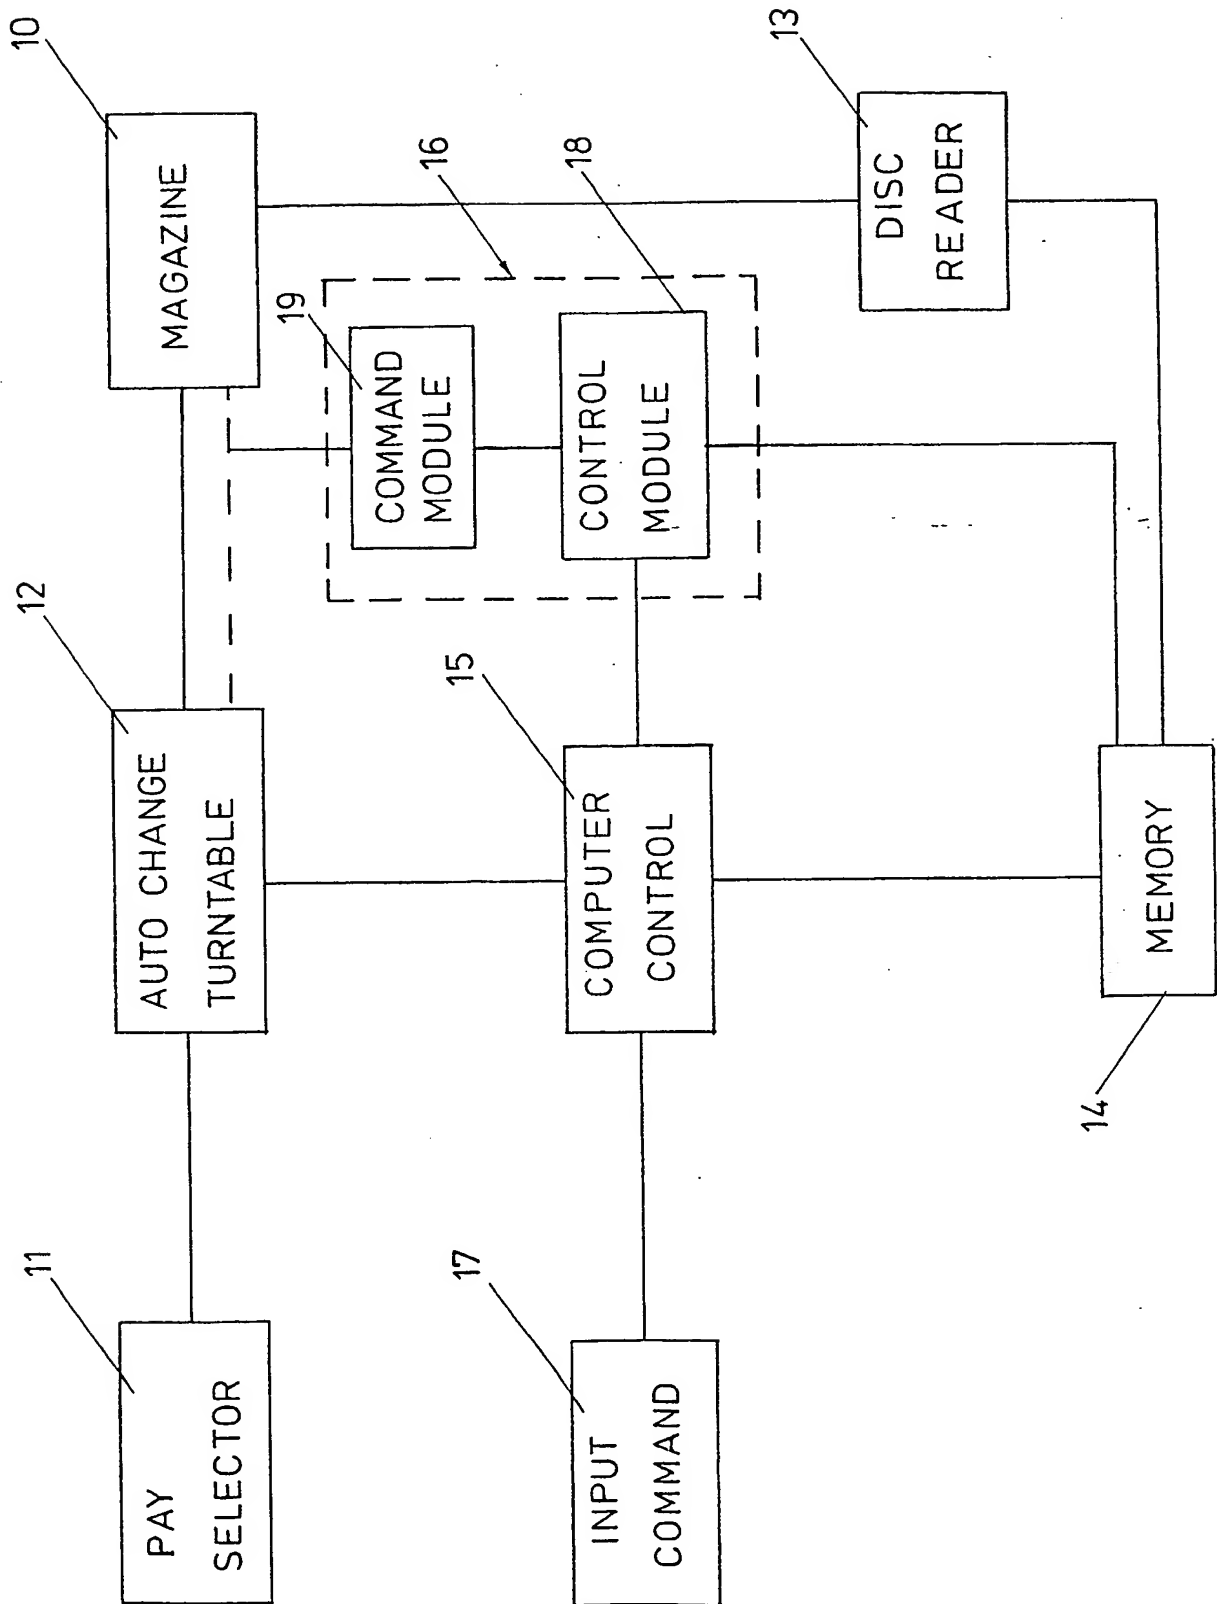 10
MAGAZINE
11
PAY
SELECTOR
12
AUTO CHANGE
TURNTABLE
19
COMMAND
MODULE
16
17
INPUT
COMMAND
15
COMPUTER
CONTROL
CONTROL
MODULE
18
13
DISC
READER
14
MEMORY